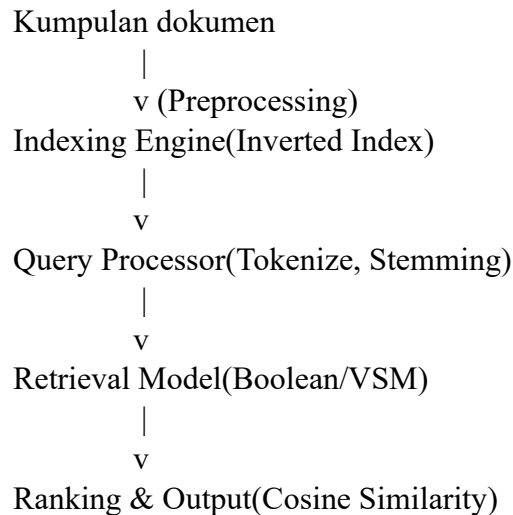 Kumpulan dokumen
|
v (Preprocessing)
Indexing Engine(Inverted Index)
|
v
Query Processor(Tokenize, Stemming)
|
v
Retrieval Model(Boolean/VSM)
|
v
Ranking & Output(Cosine Similarity)